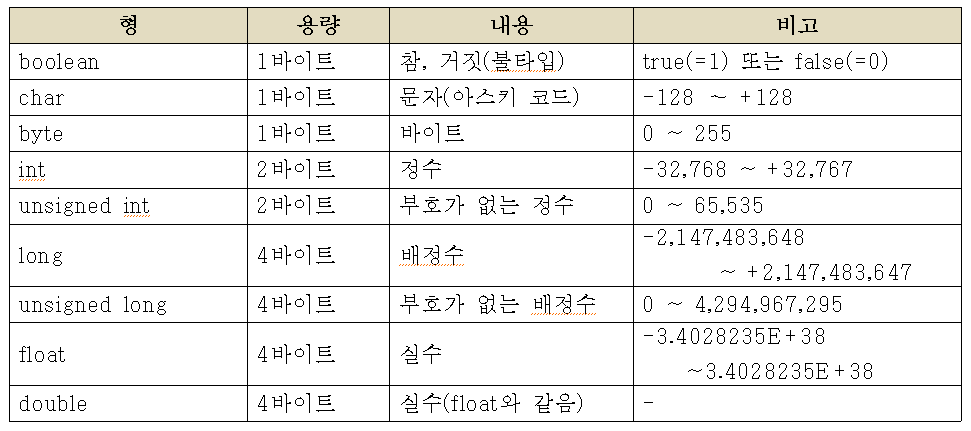 형 용량 내용 비고
boolean 1바이트 참, 거짓(불타입) true(=1) 또는 false(=0)
char 1바이트 문자(아스키 코드) -128 ~ +128
byte 1바이트 바이트 0 ~ 255
int 2바이트 정수 -32,768 ~ +32,767
unsigned int 2바이트 부호가 없는 정수 0 ~ 65,535
long 4바이트 배정수 -2,147,483,648
~ +2,147,483,647
unsigned long 4바이트 부호가 없는 배정수 0 ~ 4,294,967,295
float 4바이트 실수 -3.4028235E+38
~3.4028235E+38
double 4바이트 실수(float와 같음) -